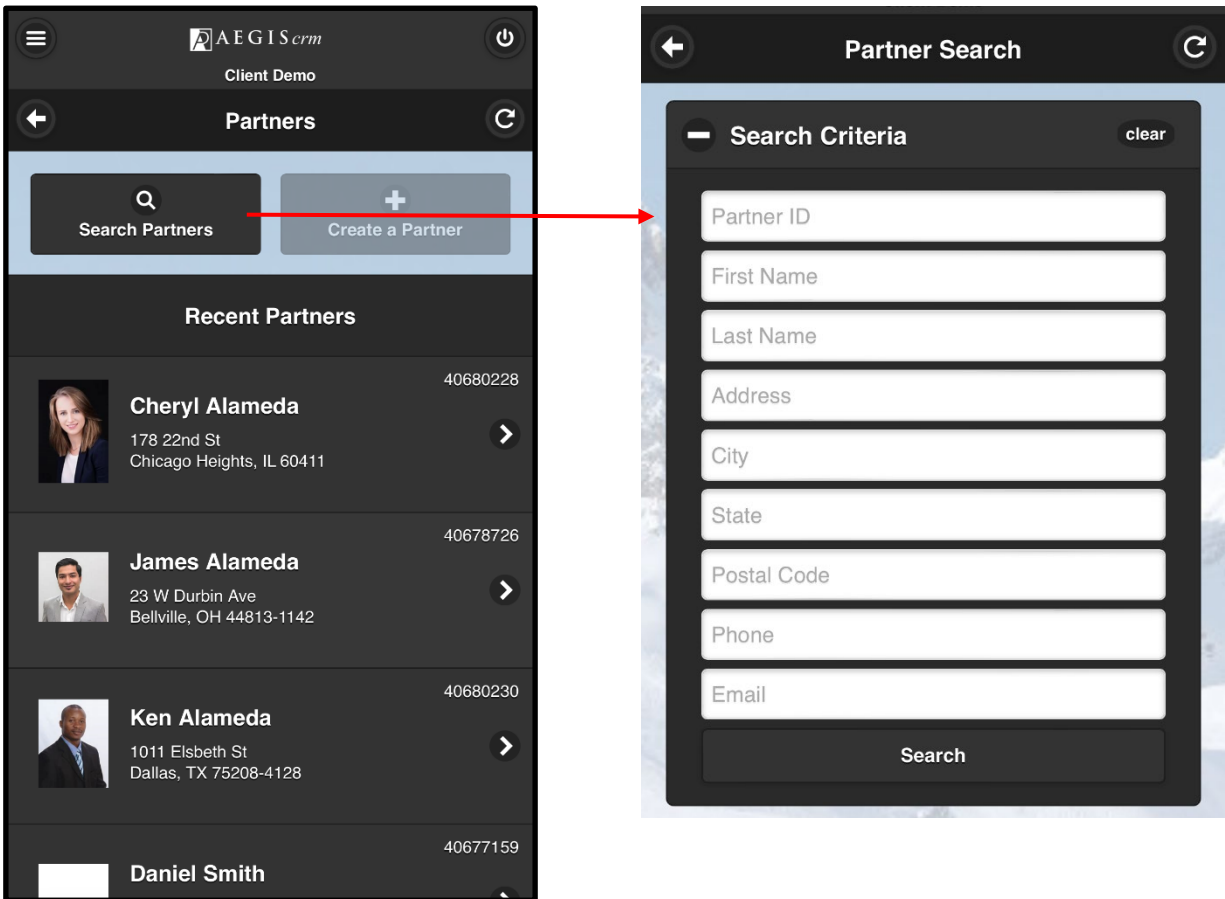 AEGIS crm
Client Demo
Partners
Search Partners
Create a Partner
Recent Partners
40680228
Cheryl Alameda
178 22nd St
Chicago Heights, IL 60411
40678726
James Alameda
23 W Durbin Ave
Bellville, OH 44813-1142
40680230
Ken Alameda
1011 Elsbeth St
Dallas, TX 75208-4128
40677159
Daniel Smith
Partner Search
Search Criteria
clear
Partner ID
First Name
Last Name
Address
City
State
Postal Code
Phone
Email
Search